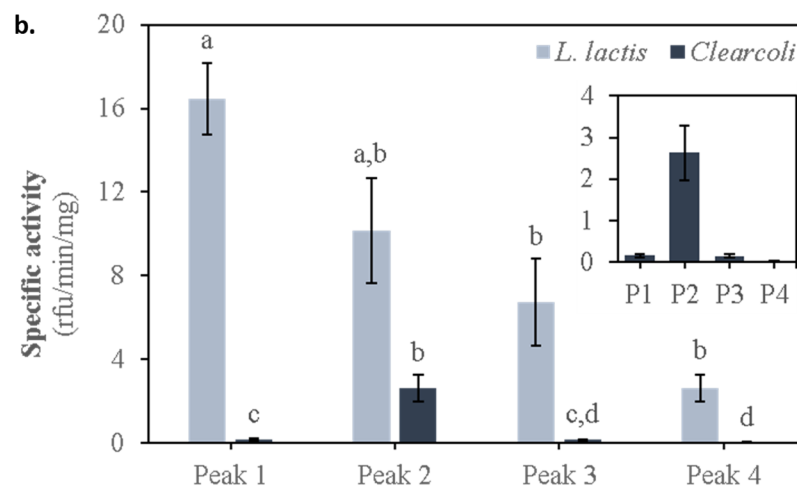 b.
L. lactis Clearcoli
Specific activity
(rfu/min/mg)
20
16
12
8
4
0
a
c
a,b
b
b
c,d
b
d
Peak 1 Peak 2 Peak 3 Peak 4
4
3
2
1
0
P1 P2 P3 P4